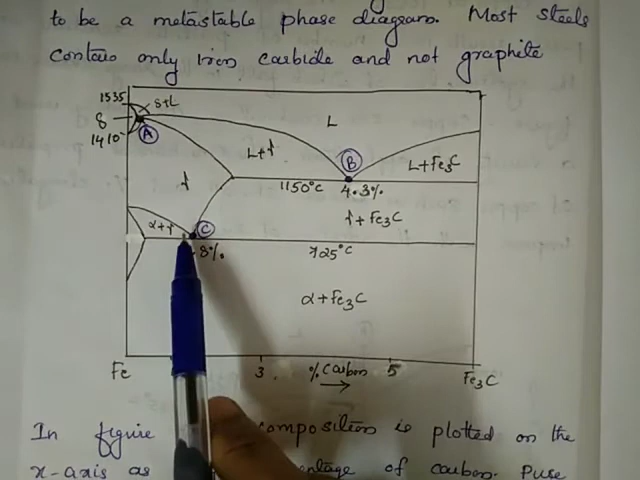 to be a metastable phase diagram. Most steels
contain only iron carbide and not graphite
1535
δ+L
δ
L
A
1410
L+γ
B
L+Fe3C
γ
1150°C 4.3%
γ+Fe3C
α+γ
C
.8%
725°C
α+Fe3C
Fe
3
% Carbon →
5
Fe3C
In figure composition is plotted on the
x-axis as of carbon. Pure